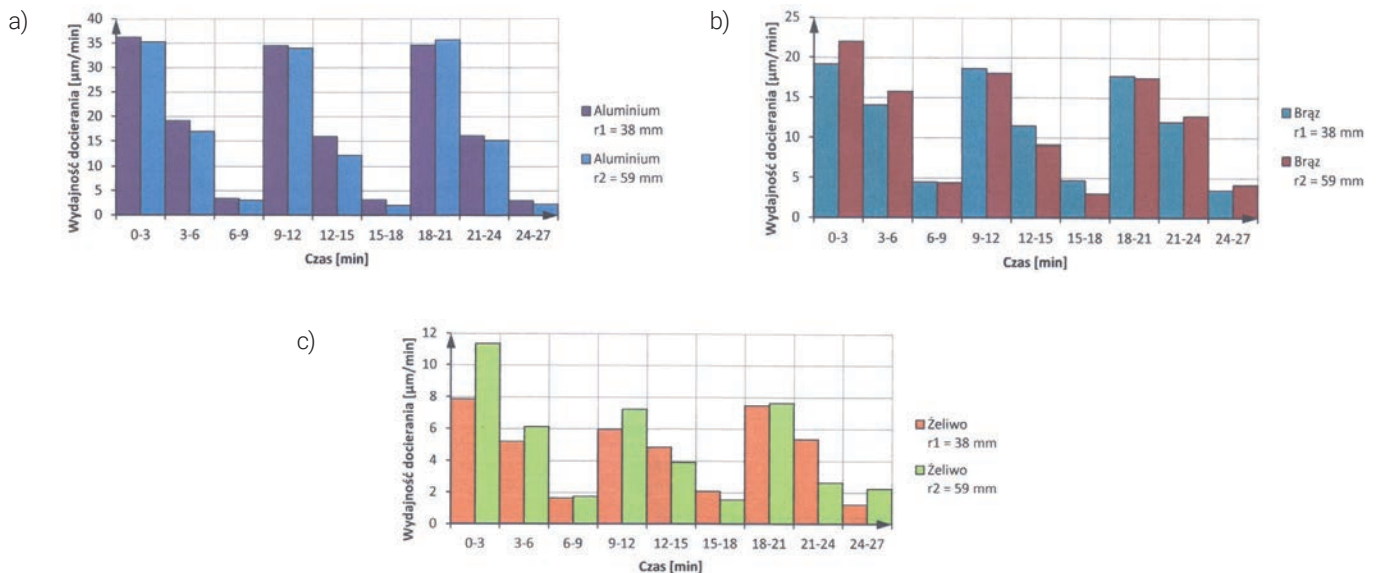 a)
Wydajność docierania [µm/min]
40
35
30
25
20
15
10
5
0
0-3 3-6 6-9 9-12 12-15 15-18 18-21 21-24 24-27
Czas [min]
Aluminium
r1 = 38 mm
Aluminium
r2 = 59 mm
b)
Wydajność docierania [µm/min]
25
20
15
10
5
0
0-3 3-6 6-9 9-12 12-15 15-18 18-21 21-24 24-27
Czas [min]
Brąz
r1 = 38 mm
Brąz
r2 = 59 mm
c)
Wydajność docierania [µm/min]
12
10
8
6
4
2
0
0-3 3-6 6-9 9-12 12-15 15-18 18-21 21-24 24-27
Czas [min]
Żeliwo
r1 = 38 mm
Żeliwo
r2 = 59 mm